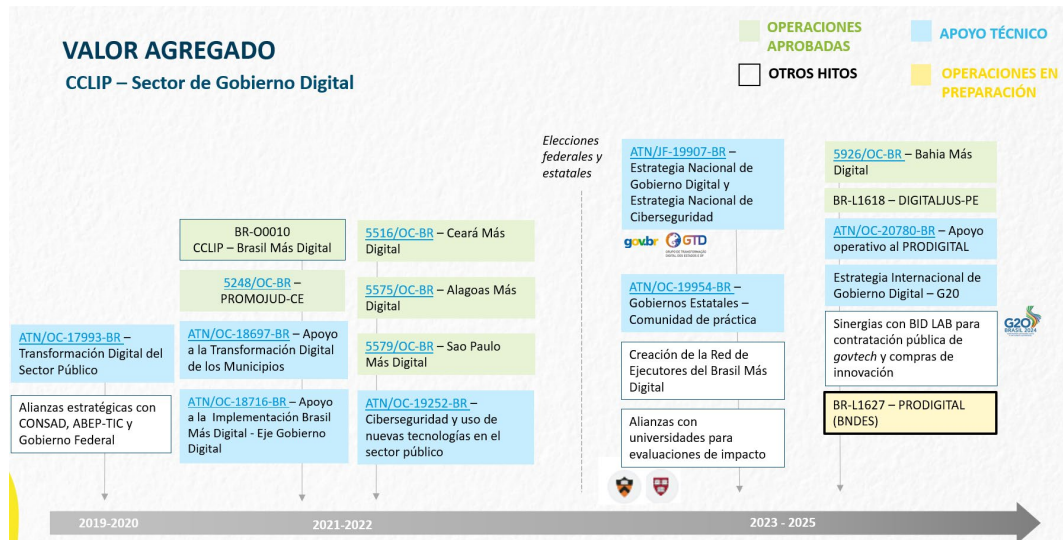 VALOR AGREGADO
CCLIP – Sector de Gobierno Digital
OPERACIONES
APROBADAS
APOYO TÉCNICO
OTROS HITOS
OPERACIONES EN
PREPARACIÓN
ATN/OC-17993-BR –
Transformación Digital del
Sector Público
Alianzas estratégicas con
CONSAD, ABEP-TIC y
Gobierno Federal
BR-O0010
CCLIP – Brasil Más Digital
5248/OC-BR –
PROMOJUD-CE
ATN/OC-18697-BR – Apoyo
a la Transformación Digital
de los Municipios
ATN/OC-18716-BR – Apoyo
a la Implementación Brasil
Más Digital - Eje Gobierno
Digital
5516/OC-BR – Ceará Más
Digital
5575/OC-BR – Alagoas Más
Digital
5579/OC-BR – Sao Paulo
Más Digital
ATN/OC-19252-BR –
Ciberseguridad y uso de
nuevas tecnologías en el
sector público
Elecciones
federales y
estatales
ATN/JF-19907-BR –
Estrategia Nacional de
Gobierno Digital y
Estrategia Nacional de
Ciberseguridad
gov.br
GTD
GRUPO DE TRANSFORMAÇÃO
DIGITAL DOS ESTADOS E DF
ATN/OC-19954-BR –
Gobiernos Estatales –
Comunidad de práctica
Creación de la Red de
Ejecutores del Brasil Más
Digital
Alianzas con
universidades para
evaluaciones de impacto
5926/OC-BR – Bahia Más
Digital
BR-L1618 – DIGITALJUS-PE
ATN/OC-20780-BR – Apoyo
operativo al PRODIGITAL
Estrategia Internacional de
Gobierno Digital – G20
Sinergias con BID LAB para
contratación pública de
govtech y compras de
innovación
G20
BRASIL 2024
BR-L1627 – PRODIGITAL
(BNDES)
2019-2020
2021-2022
2023 - 2025